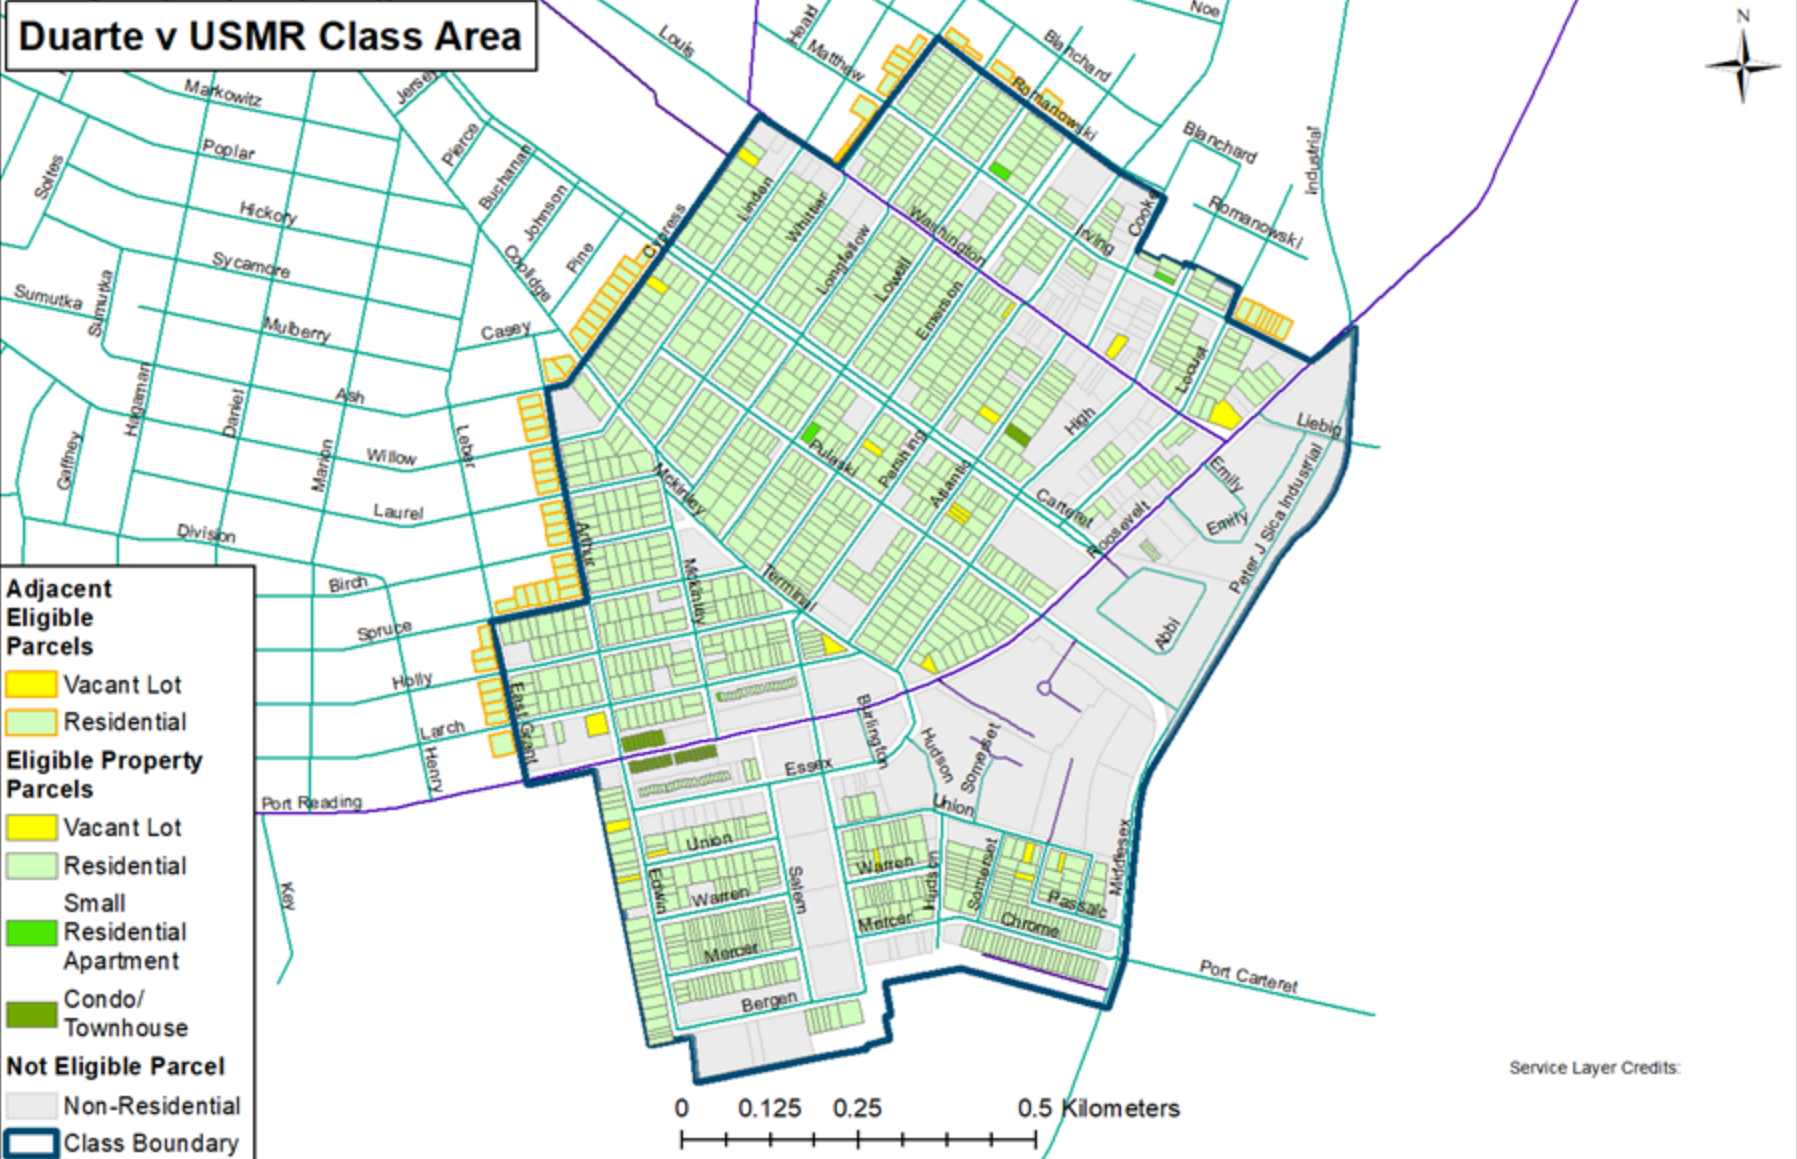 Duarte v USMR Class Area
N
Noe
Heald
Louis
Matthew
Blanchard
Romanowski
Blanchard
Romanowski
Industrial
Markowitz
Jersey
Poplar
Pierce
Buchanan
Soltes
Hickory
Johnson
Pine
Coolidge
Cypress
Linden
Whittier
Longfellow
Lowell
Washington
Emerson
Irving
Cooke
Sycamore
Sumutka
Sumutka
Mulberry
Casey
Locust
Hagaman
Daniel
Ash
Marion
Leber
Willow
Gaffney
Laurel
Division
Mckinley
Pulaski
Pershing
Atlantic
High
Carteret
Roosevelt
Liebig
Emily
Emily
Peter J Sica Industrial
Abbi
Arthur
Mckinley
Terminal
Birch
Spruce
Holly
Larch
Henry
East Grant
Port Reading
Key
Burlington
Hudson
Somerset
Essex
Union
Union
Warren
Warren
Edwin
Salem
Hudson
Somerset
Middlesex
Passaic
Chrome
Mercer
Mercer
Bergen
Port Carteret
Adjacent
Eligible
Parcels
Vacant Lot
Residential
Eligible Property
Parcels
Vacant Lot
Residential
Small
Residential
Apartment
Condo/
Townhouse
Not Eligible Parcel
Non-Residential
Class Boundary
0 0.125 0.25 0.5 Kilometers
Service Layer Credits: